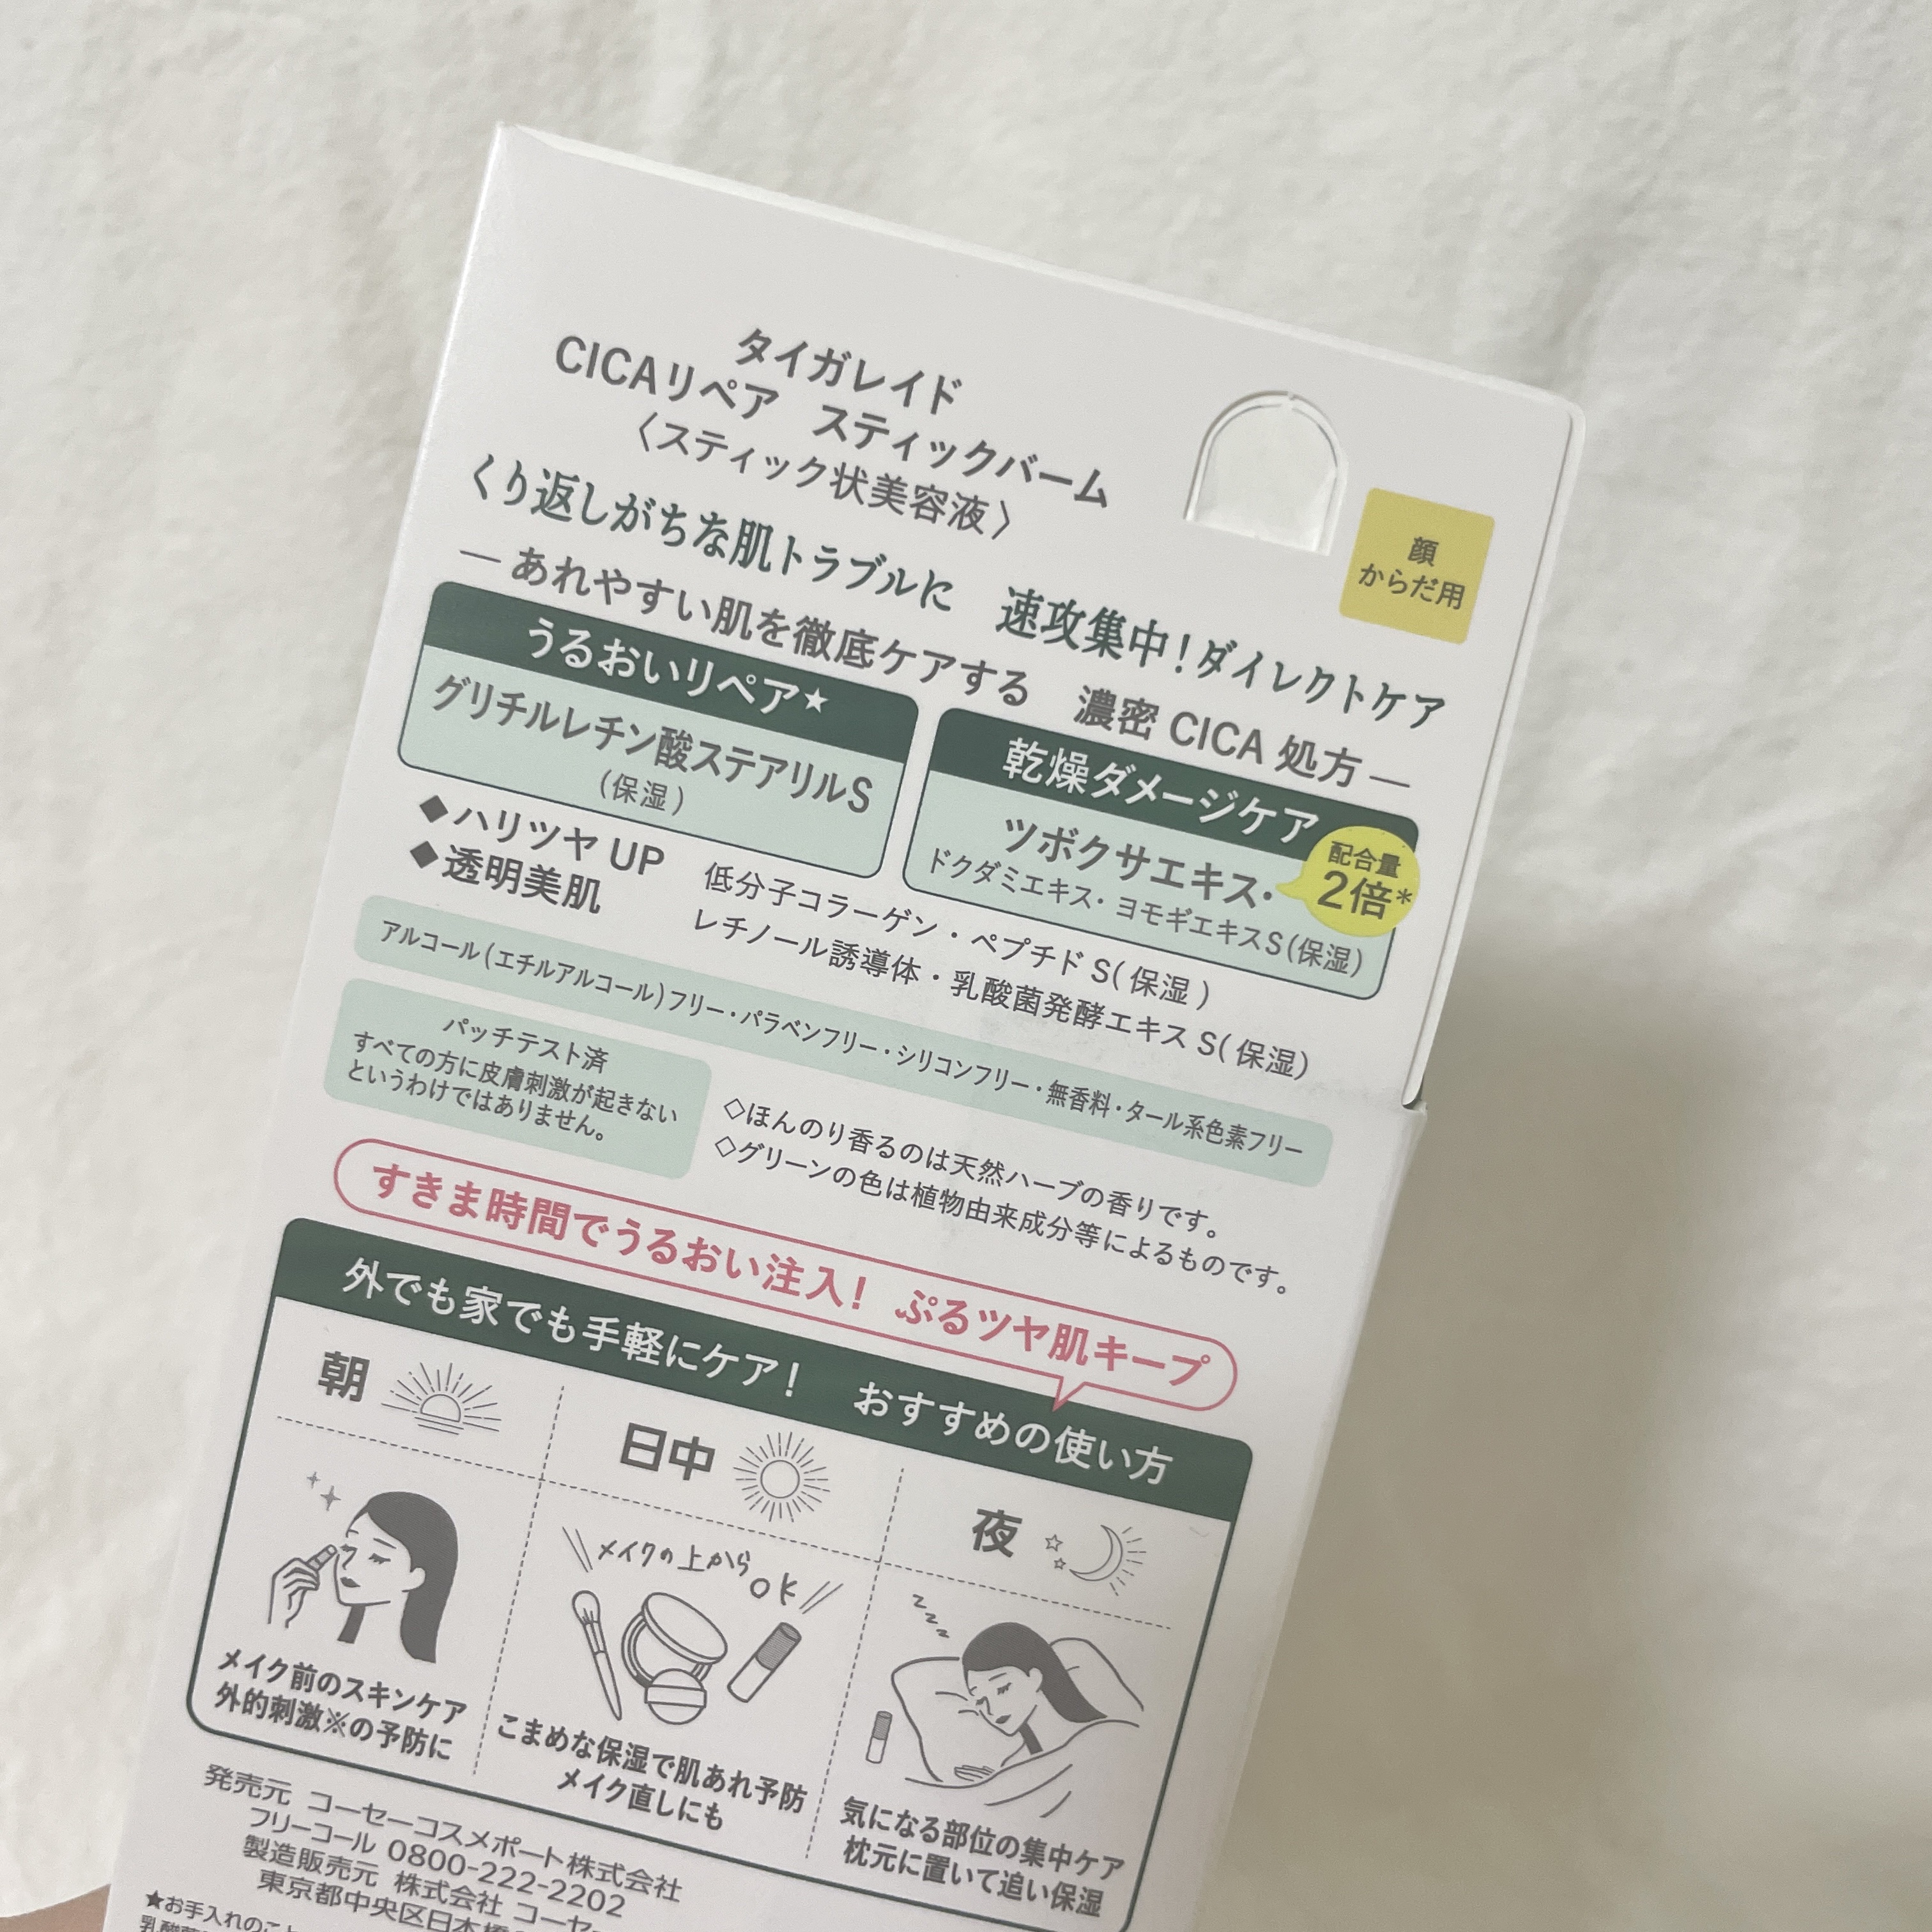 タイガレイド
CICAリペア スティックバーム
〈スティック状美容液〉
顔
からだ用
くり返しがちな肌トラブルに 速攻集中!ダイレクトケア
― あれやすい肌を徹底ケアする 濃密 CICA 処方 ―
うるおいリペア★
グリチルレチン酸ステアリルS
(保湿)
乾燥ダメージケア
ツボクサエキス・
ドクダミエキス・ヨモギエキスS(保湿)
配合量
2倍*
◆ハリツヤ UP 低分子コラーゲン・ペプチド S(保湿)
◆透明美肌 レチノール誘導体・乳酸菌発酵エキス S(保湿)
アルコール(エチルアルコール)フリー・パラベンフリー・シリコンフリー・無香料・タール系色素フリー
パッチテスト済
すべての方に皮膚刺激が起きない
というわけではありません。
◇ほんのり香るのは天然ハーブの香りです。
◇グリーンの色は植物由来成分等によるものです。
すきま時間でうるおい注入! ぷるツヤ肌キープ
外でも家でも手軽にケア! おすすめの使い方
朝
メイク前のスキンケア
外的刺激※の予防に
日中
メイクの上からOK
こまめな保湿で肌あれ予防
メイク直しにも
夜
zzzz
気になる部位の集中ケア
枕元に置いて追い保湿
発売元 コーセーコスメポート株式会社
フリーコール 0800-222-2202
製造販売元 株式会社 コーセー
東京都中央区日本橋
★お手入れのこと
乳酸菌